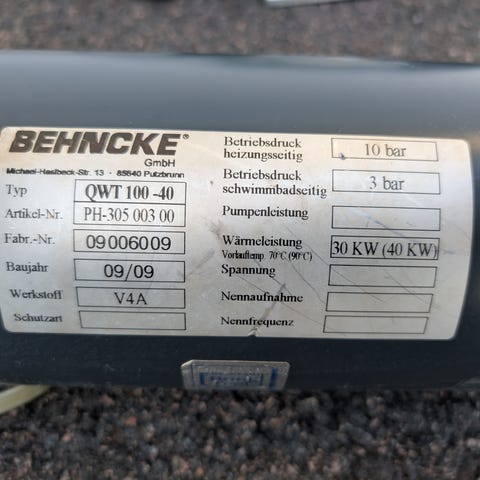 BEHNCKE®
GmbH
Michael-Haslbeck-Str. 13 · 85640 Putzbrunn
Typ QWT 100 -40
Artikel-Nr. PH-305 003 00
Fabr.-Nr. 09006009
Baujahr 09/09
Werkstoff V4A
Schutzart
Betriebsdruck
heizungsseitig 10 bar
Betriebsdruck
schwimmbadseitig 3 bar
Pumpenleistung
Wärmeleistung 30 KW (40 KW)
Vorlauftemp. 70°C (90°C)
Spannung
Nennaufnahme
Nennfrequenz